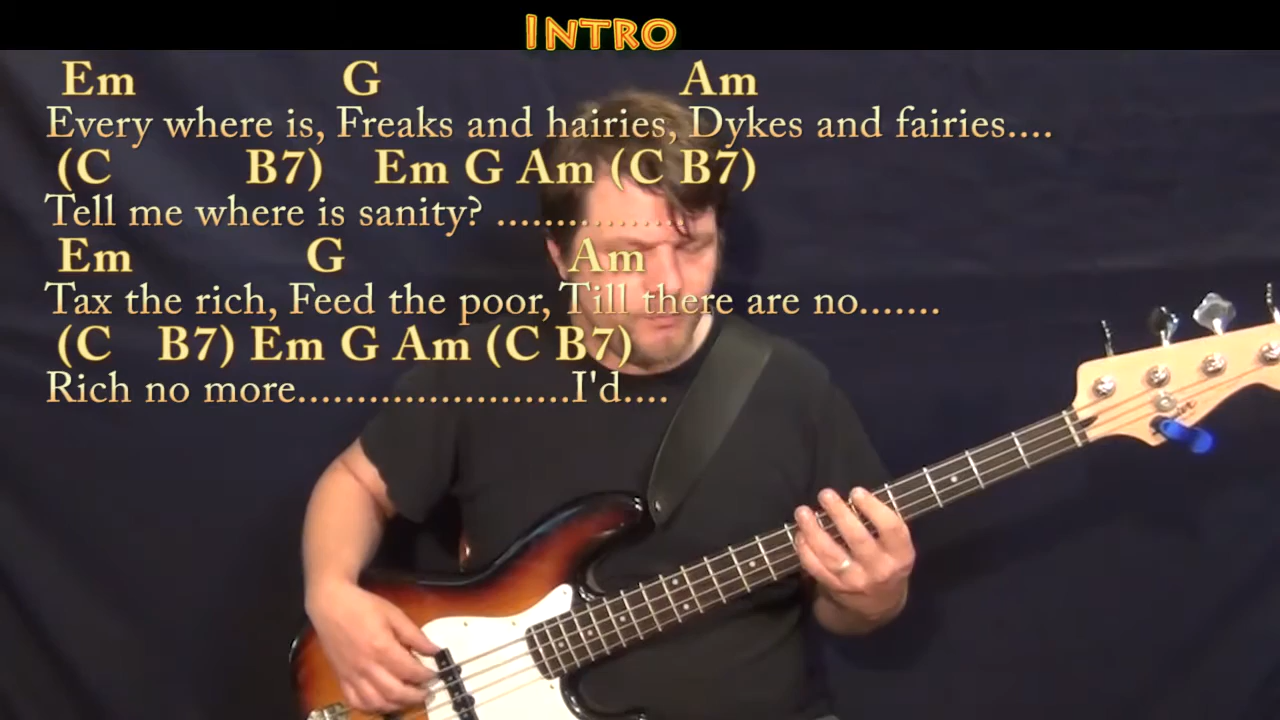 INTRO
Em G Am
Every where is, Freaks and hairies, Dykes and fairies....
(C B7) Em G Am (C B7)
Tell me where is sanity? ................
Em G Am
Tax the rich, Feed the poor, Till there are no.......
(C B7) Em G Am (C B7)
Rich no more.......................I'd....